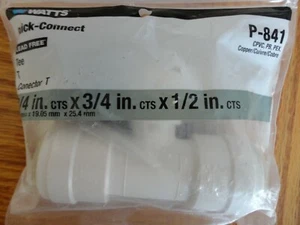 WATTS
ick-Connect
P-841
LEAD FREE
CPVC, PB, PEX,
Copper/Cuivre/Cobre
Tee
T
Connector T
/4 in. CTS X 3/4 in. CTS x 1/2 in. CTS
x 19.05 mm x 25.4 mm